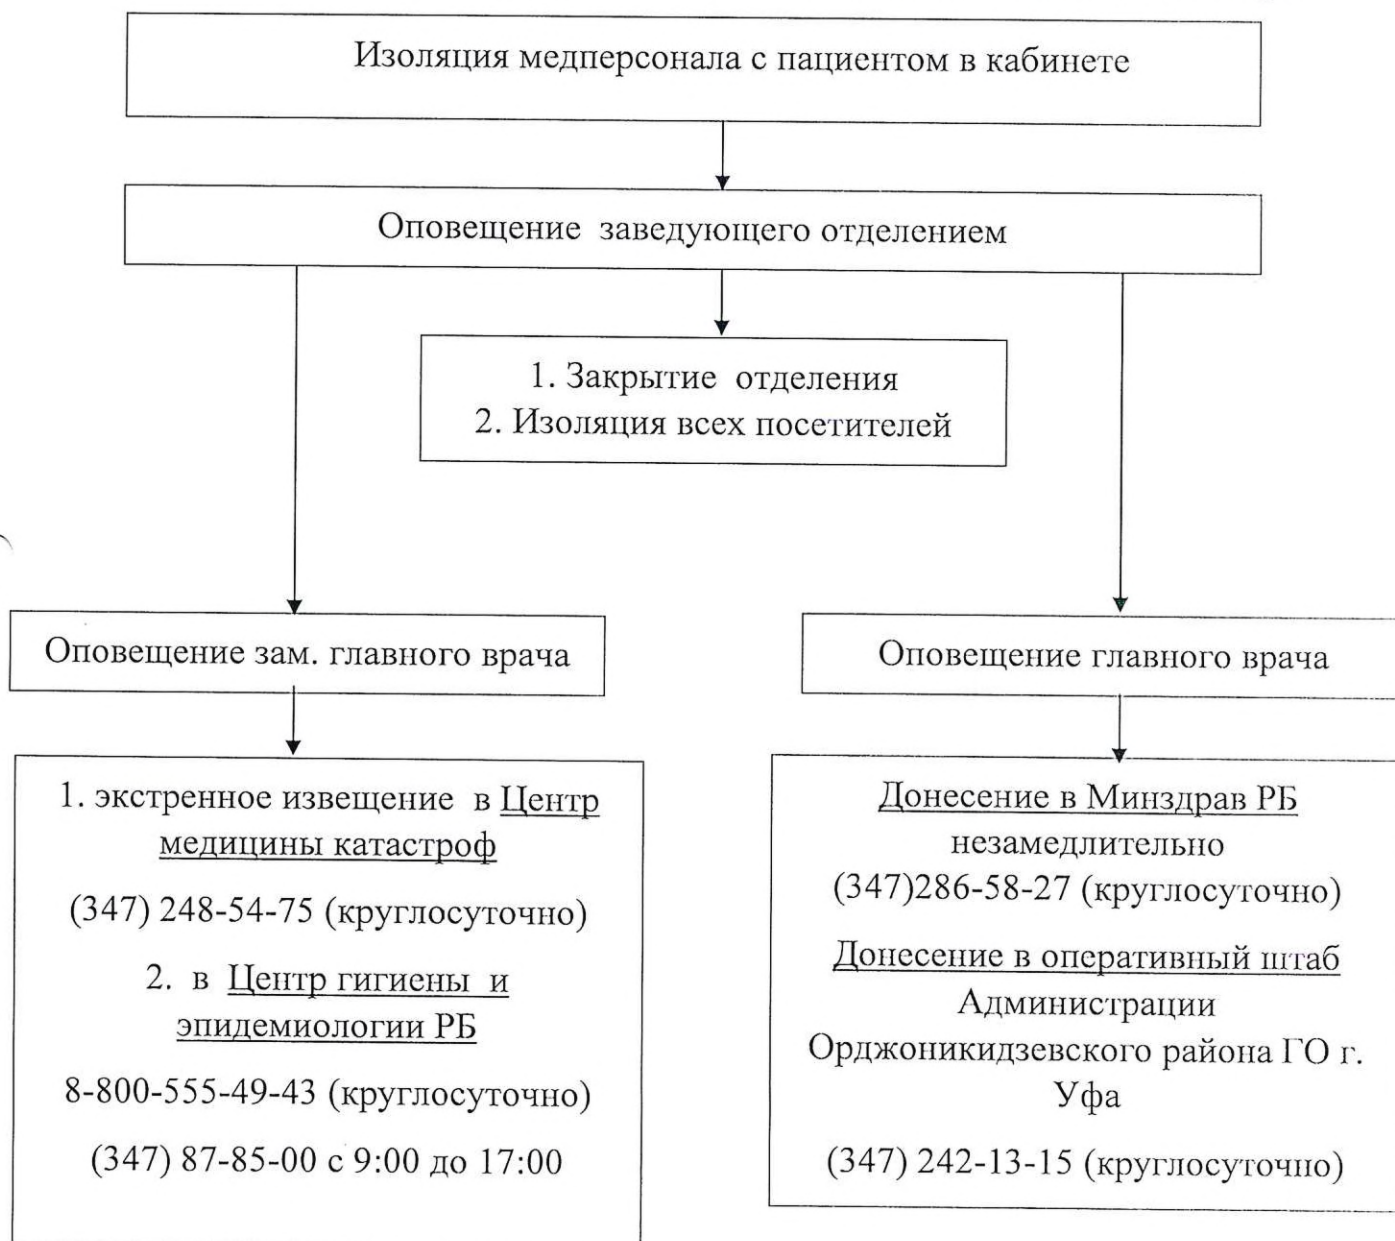 Изоляция медперсонала с пациентом в кабинете
Оповещение заведующего отделением
1. Закрытие отделения
2. Изоляция всех посетителей
Оповещение зам. главного врача
Оповещение главного врача
1. экстренное извещение в Центр
медицины катастроф
(347) 248-54-75 (круглосуточно)
2. в Центр гигиены и
эпидемиологии РБ
8-800-555-49-43 (круглосуточно)
(347) 87-85-00 с 9:00 до 17:00
Донесение в Минздрав РБ
незамедлительно
(347)286-58-27 (круглосуточно)
Донесение в оперативный штаб
Администрации
Орджоникидзевского района ГО г.
Уфа
(347) 242-13-15 (круглосуточно)